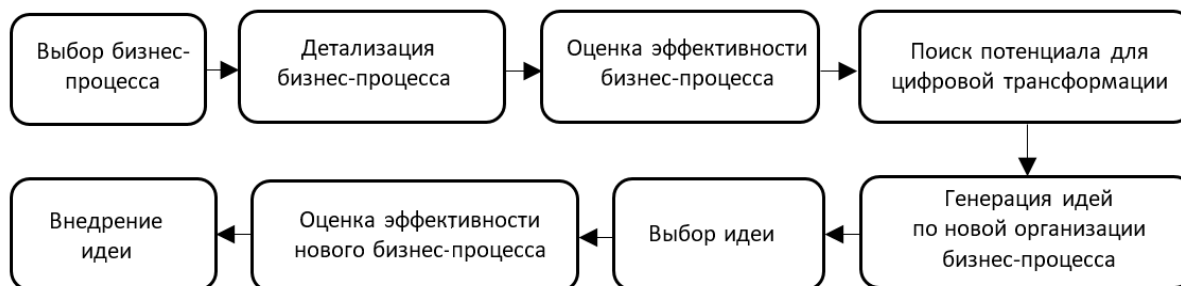 Выбор бизнес-
процесса
Детализация
бизнес-процесса
Оценка эффективности
бизнес-процесса
Поиск потенциала для
цифровой трансформации
Генерация идей
по новой организации
бизнес-процесса
Выбор идеи
Оценка эффективности
нового бизнес-процесса
Внедрение
идеи